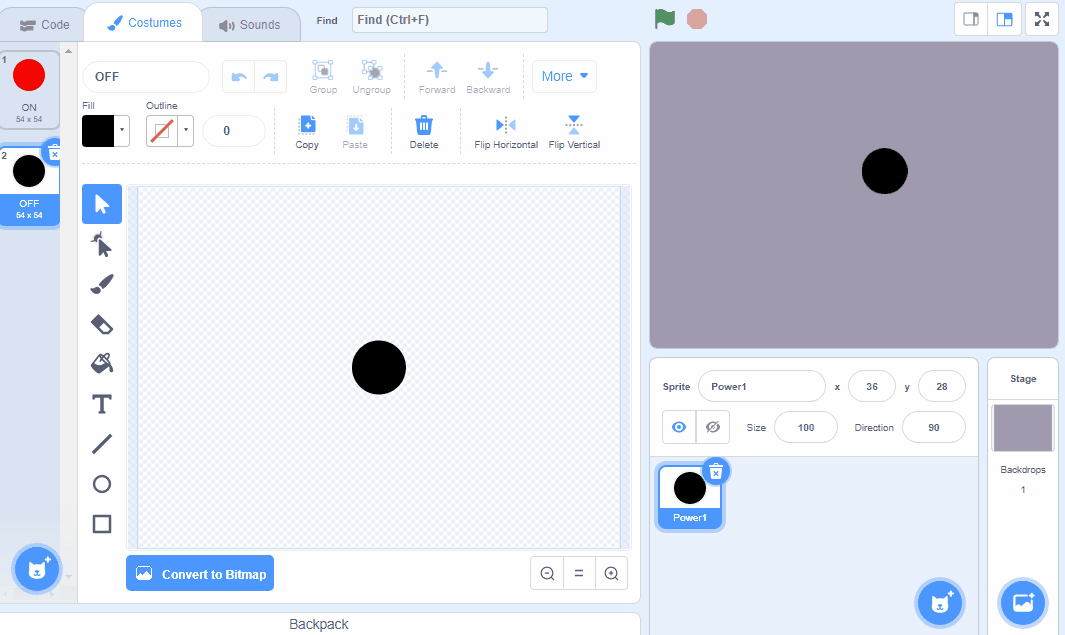 Code
Costumes
Sounds
Find
Find (Ctrl+F)
1
ON
54 x 54
2
OFF
54 x 54
OFF
Group
Ungroup
Forward
Backward
More
Fill
Outline
0
Copy
Paste
Delete
Flip Horizontal
Flip Vertical
Convert to Bitmap
Backpack
Sprite
Power1
x
36
y
28
Size
100
Direction
90
Power1
Stage
Backdrops
1